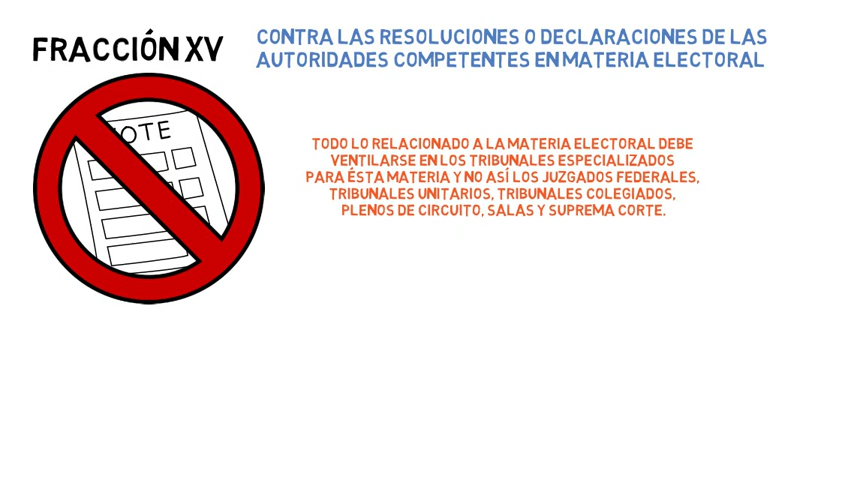 FRACCIÓN XV
CONTRA LAS RESOLUCIONES O DECLARACIONES DE LAS
AUTORIDADES COMPETENTES EN MATERIA ELECTORAL
OTE
TODO LO RELACIONADO A LA MATERIA ELECTORAL DEBE
VENTILARSE EN LOS TRIBUNALES ESPECIALIZADOS
PARA ÉSTA MATERIA Y NO ASÍ LOS JUZGADOS FEDERALES,
TRIBUNALES UNITARIOS, TRIBUNALES COLEGIADOS,
PLENOS DE CIRCUITO, SALAS Y SUPREMA CORTE.